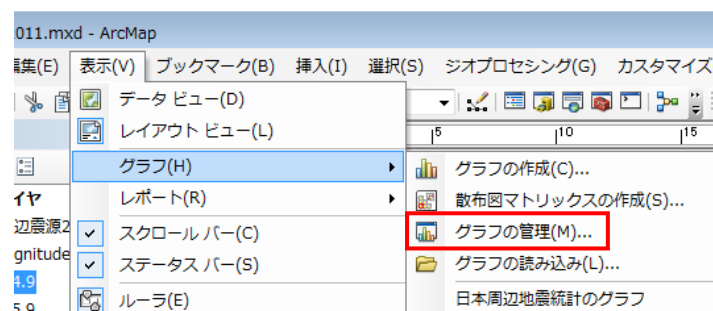 011.mxd - ArcMap
編集(E) 表示(V) ブックマーク(B) 挿入(I) 選択(S) ジオプロセシング(G) カスタマイズ
データ ビュー(D)
レイアウト ビュー(L)
5 10 15
グラフ(H)
グラフの作成(C)...
イヤ
レポート(R)
散布図マトリックスの作成(S)...
辺震源2
スクロール バー(C)
グラフの管理(M)...
gnitude
4.9
ステータス バー(S)
グラフの読み込み(L)...
5.9
ルーラ(E)
日本周辺地震統計のグラフ